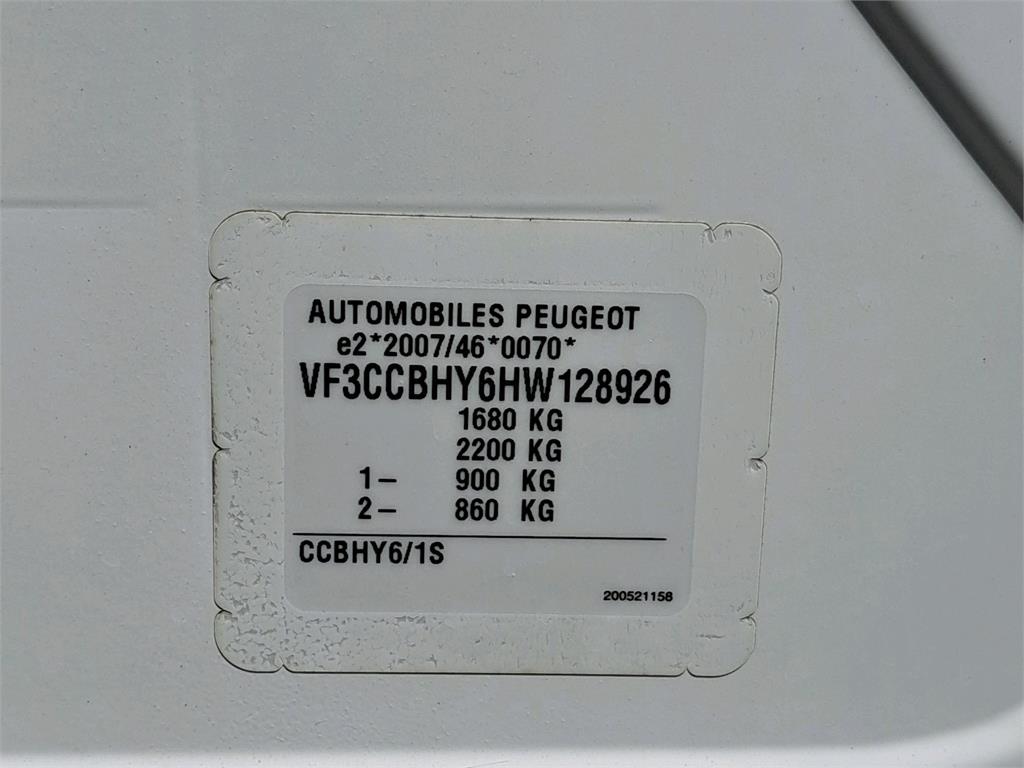 AUTOMOBILES PEUGEOT
e2*2007/46*0070*
VF3CCBHY6HW128926
1680 KG
2200 KG
1- 900 KG
2- 860 KG
CCBHY6/1S
200521158